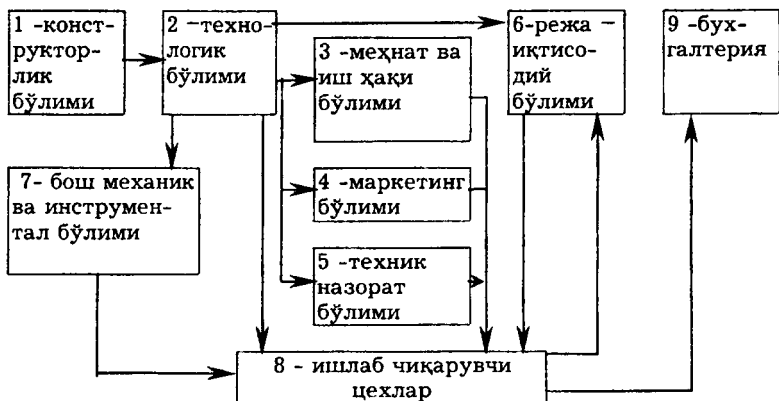 1 -конст-
руктор-
лик
бўлими
2 -техно-
логик
бўлими
3 -меҳнат ва
иш ҳақи
бўлими
6-режа -
иқтисо-
дий
бўлими
9 -бух-
галтерия
7- бош механик
ва инструмен-
тал бўлими
4 -маркетинг
бўлими
5 -техник
назорат
бўлими
8 - ишлаб чиқарувчи
цехлар